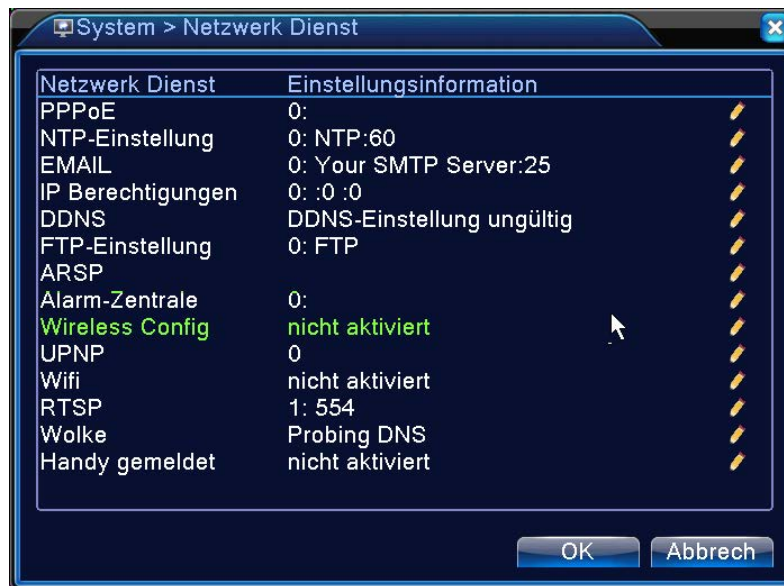 System > Netzwerk Dienst
Netzwerk Dienst Einstellungsinformation
PPPoE 0:
NTP-Einstellung 0: NTP:60
EMAIL 0: Your SMTP Server:25
IP Berechtigungen 0: :0 :0
DDNS DDNS-Einstellung ungültig
FTP-Einstellung 0: FTP
ARSP
Alarm-Zentrale 0:
Wireless Config nicht aktiviert
UPNP 0
Wifi nicht aktiviert
RTSP 1: 554
Wolke Probing DNS
Handy gemeldet nicht aktiviert
OK Abbrech